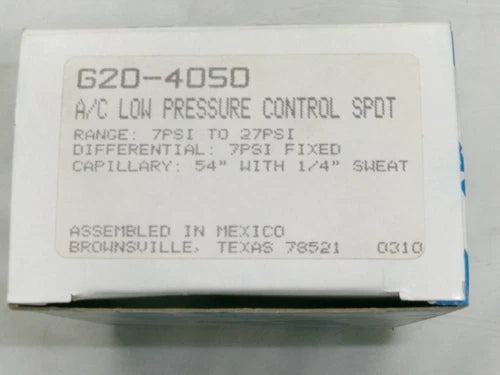 G20-4050
A/C LOW PRESSURE CONTROL SPDT
RANGE: 7PSI TO 27PSI
DIFFERENTIAL: 7PSI FIXED
CAPILLARY: 54" WITH 1/4" SWEAT
ASSEMBLED IN MEXICO
BROWNSVILLE, TEXAS 78521 0310